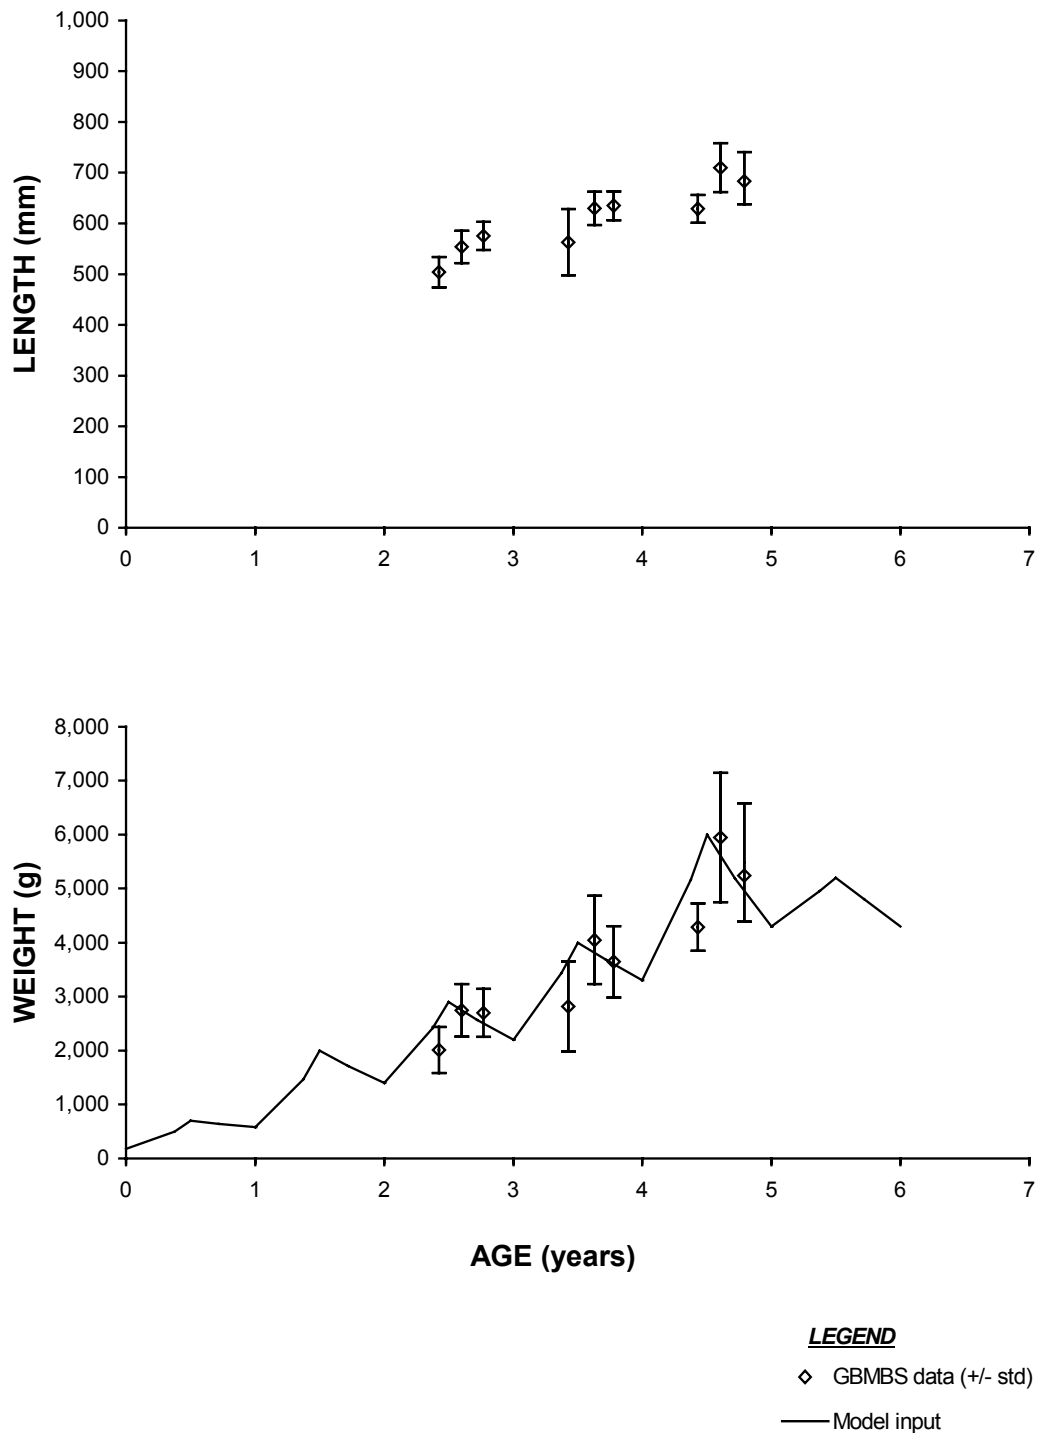 1,000
900
800
700
600
500
400
300
200
100
0
LENGTH (mm)
0 1 2 3 4 5 6 7
8,000
7,000
6,000
5,000
4,000
3,000
2,000
1,000
0
WEIGHT (g)
0 1 2 3 4 5 6 7
AGE (years)
LEGEND
GBMBS data (+/- std)
Model input